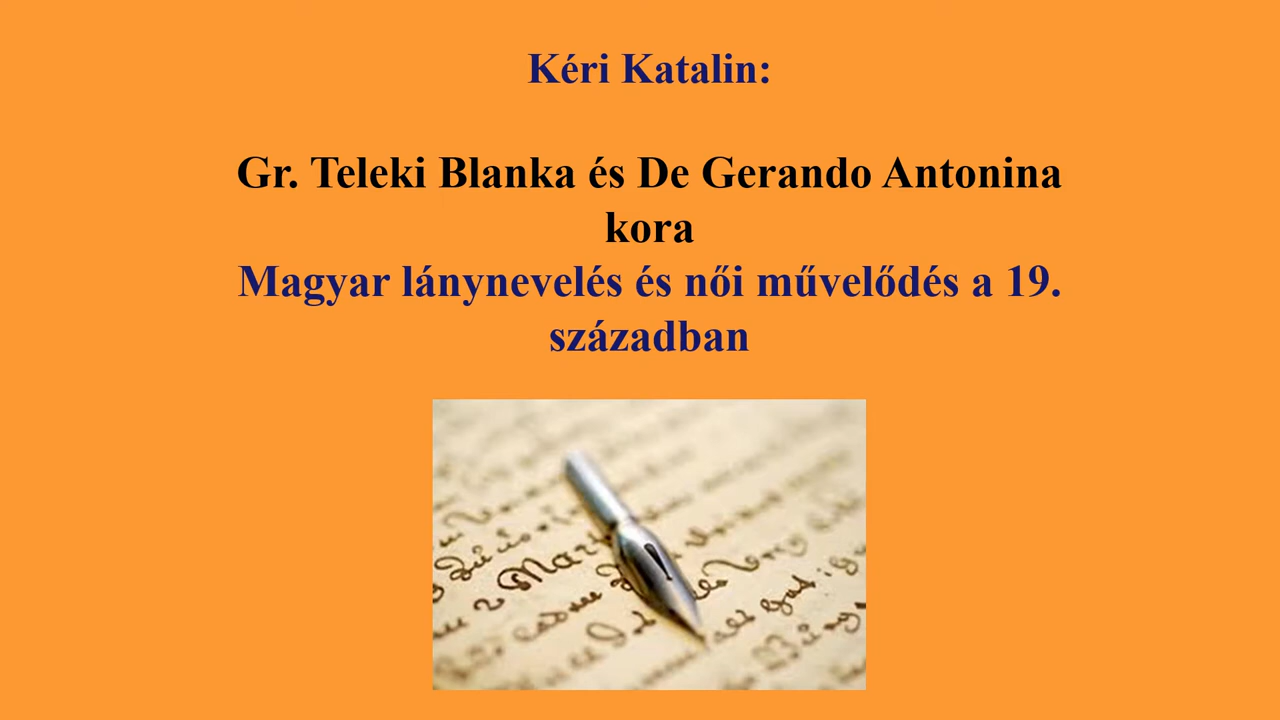 Kéri Katalin:
Gr. Teleki Blanka és De Gerando Antonina
kora
Magyar lánynevelés és női művelődés a 19.
században